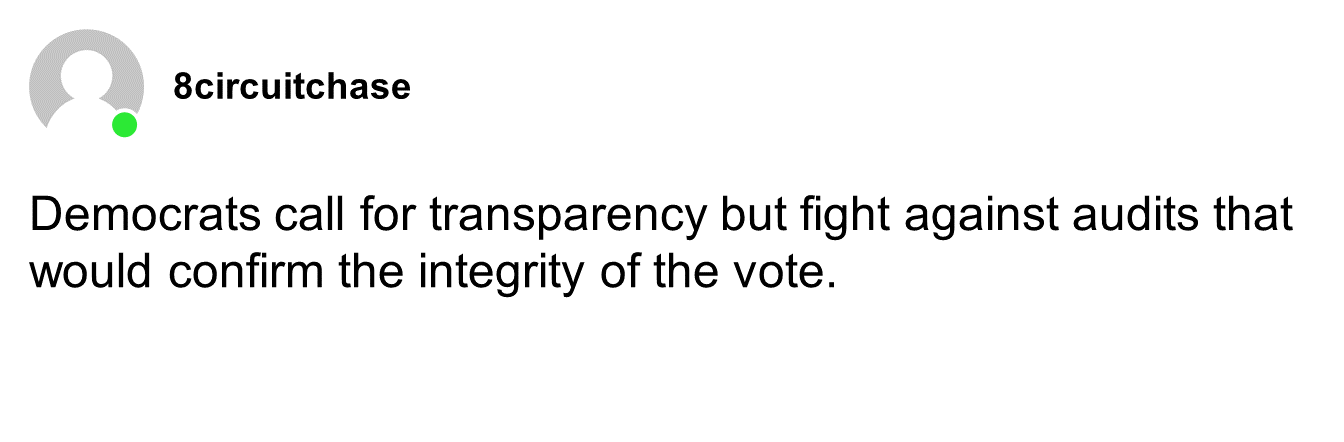 8circuitchase
Democrats call for transparency but fight against audits that
would confirm the integrity of the vote.